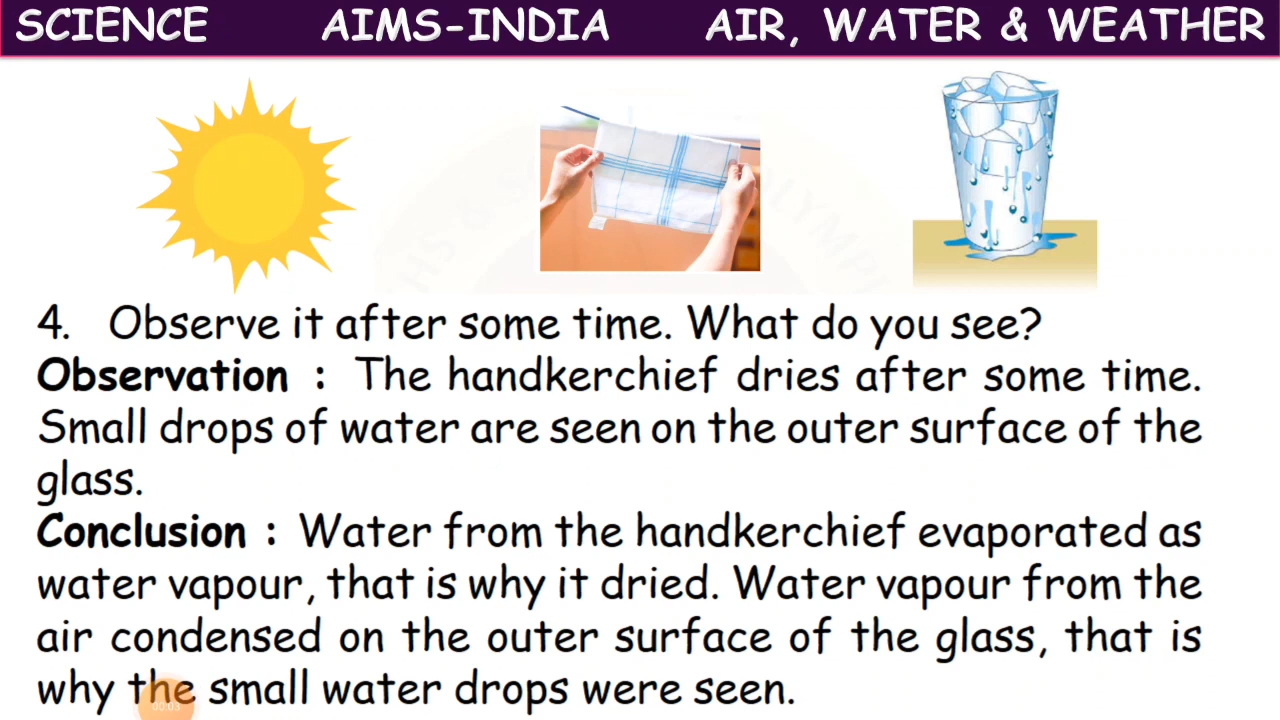 SCIENCE AIMS-INDIA AIR, WATER & WEATHER
4. Observe it after some time. What do you see?
Observation : The handkerchief dries after some time.
Small drops of water are seen on the outer surface of the
glass.
Conclusion : Water from the handkerchief evaporated as
water vapour, that is why it dried. Water vapour from the
air condensed on the outer surface of the glass, that is
why the small water drops were seen.
00:03